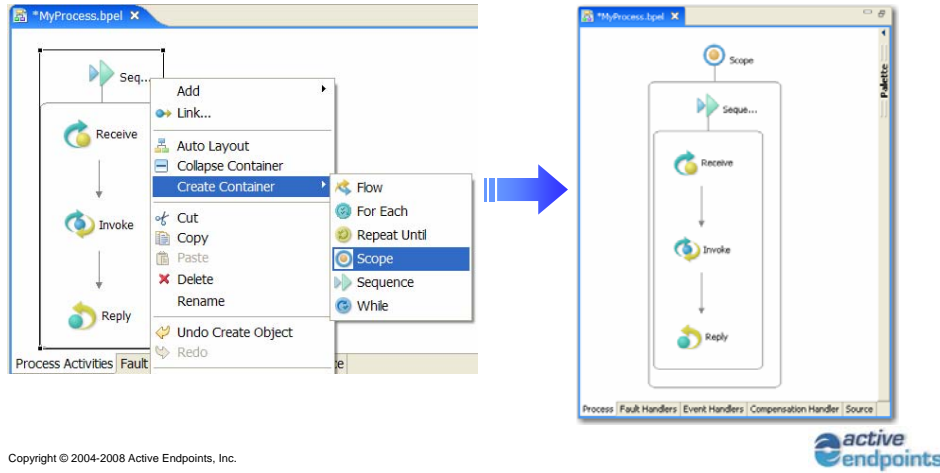 *MyProcess.bpel
Seq...
Receive
Invoke
Reply
Add
Link...
Auto Layout
Collapse Container
Create Container
Cut
Copy
Paste
Delete
Rename
Undo Create Object
Redo
Flow
For Each
Repeat Until
Scope
Sequence
While
Process Activities Fault
*MyProcess.bpel
Scope
Seque...
Receive
Invoke
Reply
Palette
Process Fault Handlers Event Handlers Compensation Handler Source
Copyright © 2004-2008 Active Endpoints, Inc.
active
endpoints